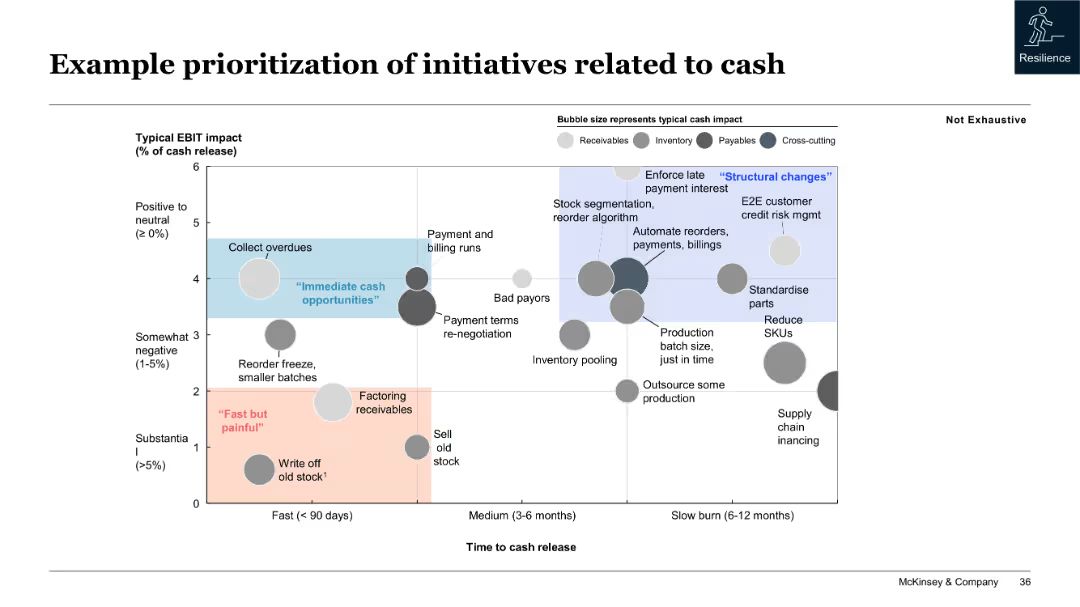 Resilience
Example prioritization of initiatives related to cash
Not Exhaustive
Bubble size represents typical cash impact
Receivables
Inventory
Payables
Cross-cutting
Typical EBIT impact
(% of cash release)
6
5
4
3
2
1
0
Positive to
neutral
(≥ 0%)
Somewhat
negative
(1-5%)
Substantia
l
(>5%)
Enforce late
payment interest
“Structural changes”
Stock segmentation,
reorder algorithm
E2E customer
credit risk mgmt
Automate reorders,
payments, billings
Collect overdues
Payment and
billing runs
“Immediate cash
opportunities”
Bad payors
Standardise
parts
Payment terms
re-negotiation
Reduce
SKUs
Production
batch size,
just in time
Inventory pooling
Reorder freeze,
smaller batches
Outsource some
production
Factoring
receivables
“Fast but
painful”
Supply
chain
inancing
Sell
old
stock
Write off
old stock¹
Fast (< 90 days)
Medium (3-6 months)
Slow burn (6-12 months)
Time to cash release
McKinsey & Company
36